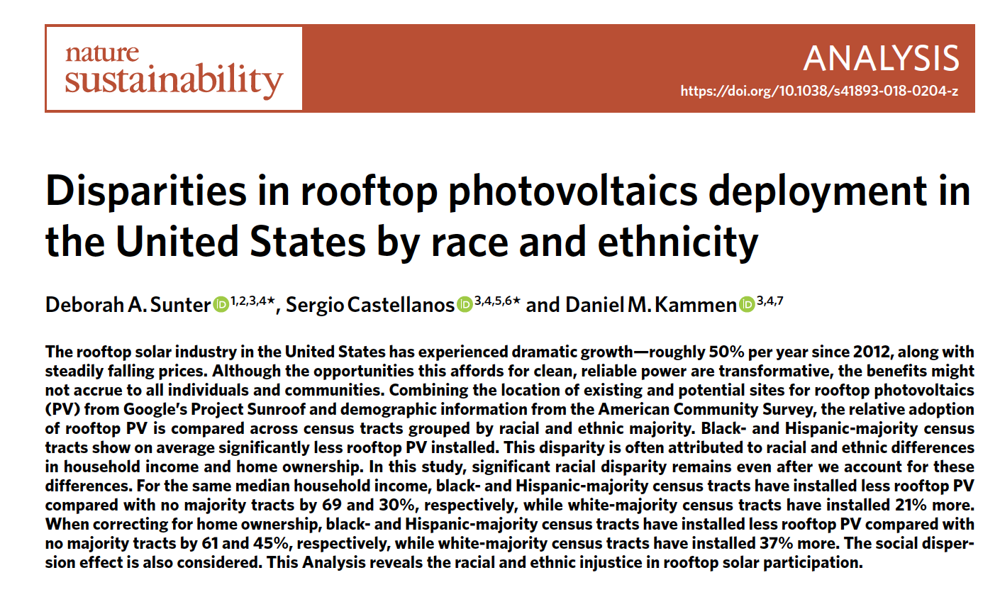 nature
sustainability
ANALYSIS
https://doi.org/10.1038/s41893-018-0204-z
Disparities in rooftop photovoltaics deployment in
the United States by race and ethnicity
Deborah A. Sunter iD 1,2,3,4*, Sergio Castellanos iD 3,4,5,6* and Daniel M. Kammen iD 3,4,7
The rooftop solar industry in the United States has experienced dramatic growth—roughly 50% per year since 2012, along with
steadily falling prices. Although the opportunities this affords for clean, reliable power are transformative, the benefits might
not accrue to all individuals and communities. Combining the location of existing and potential sites for rooftop photovoltaics
(PV) from Google's Project Sunroof and demographic information from the American Community Survey, the relative adoption
of rooftop PV is compared across census tracts grouped by racial and ethnic majority. Black- and Hispanic-majority census
tracts show on average significantly less rooftop PV installed. This disparity is often attributed to racial and ethnic differences
in household income and home ownership. In this study, significant racial disparity remains even after we account for these
differences. For the same median household income, black- and Hispanic-majority census tracts have installed less rooftop PV
compared with no majority tracts by 69 and 30%, respectively, while white-majority census tracts have installed 21% more.
When correcting for home ownership, black- and Hispanic-majority census tracts have installed less rooftop PV compared with
no majority tracts by 61 and 45%, respectively, while white-majority census tracts have installed 37% more. The social disper-
sion effect is also considered. This Analysis reveals the racial and ethnic injustice in rooftop solar participation.